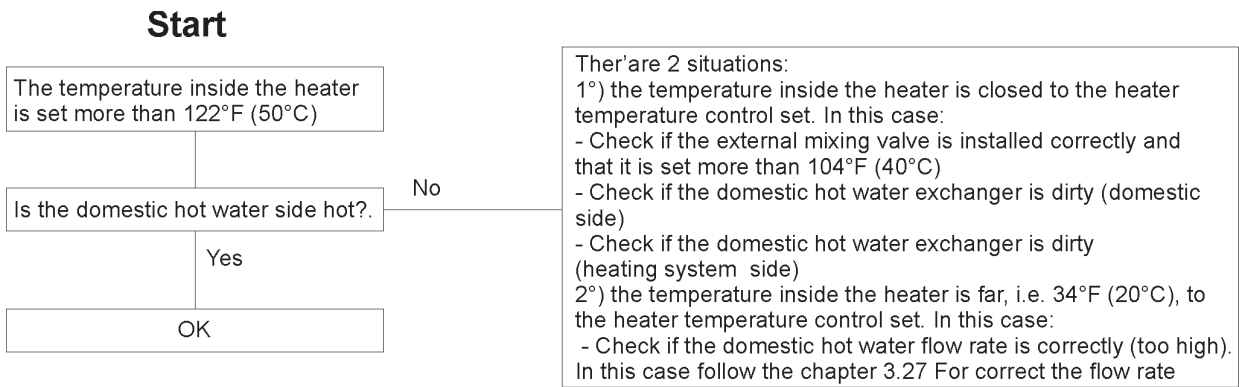 Start
The temperature inside the heater
is set more than 122°F (50°C)
Is the domestic hot water side hot?.
No
Yes
OK
Ther'are 2 situations:
1°) the temperature inside the heater is closed to the heater
temperature control set. In this case:
- Check if the external mixing valve is installed correctly and
that it is set more than 104°F (40°C)
- Check if the domestic hot water exchanger is dirty (domestic
side)
- Check if the domestic hot water exchanger is dirty
(heating system  side)
2°) the temperature inside the heater is far, i.e. 34°F (20°C), to
the heater temperature control set. In this case:
- Check if the domestic hot water flow rate is correctly (too high).
In this case follow the chapter 3.27 For correct the flow rate